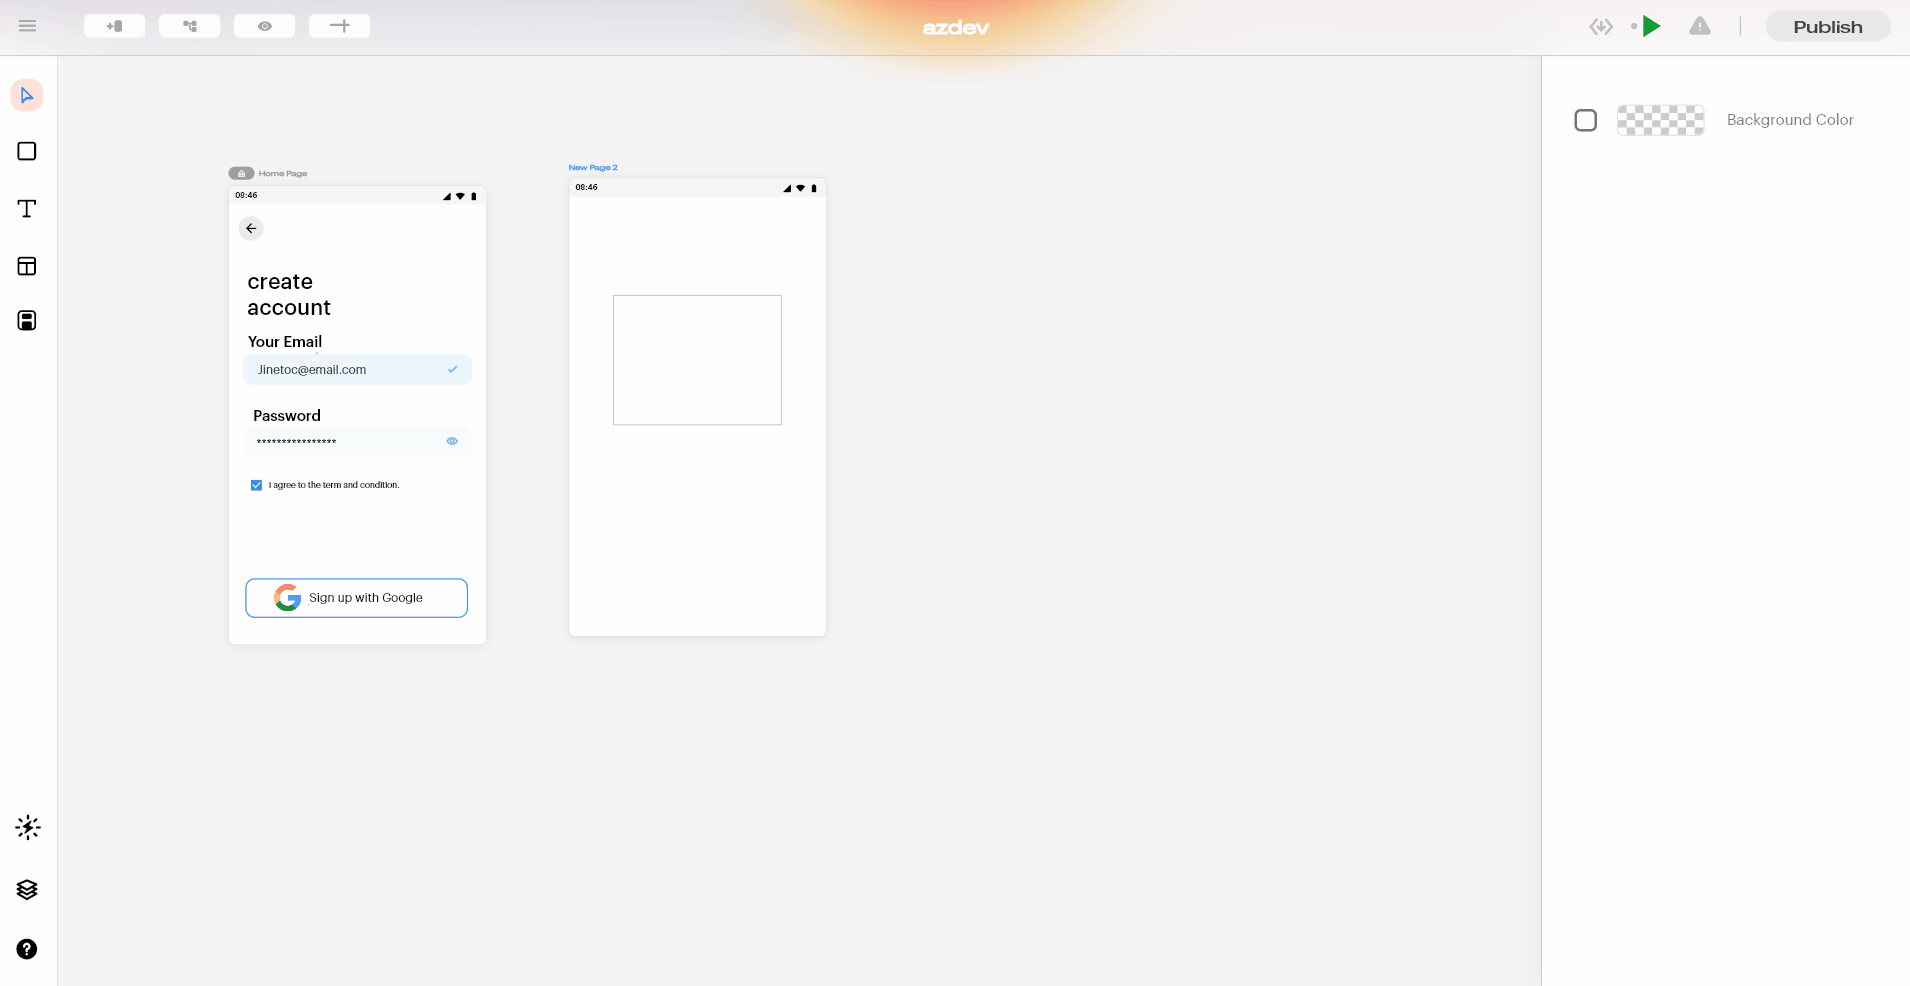 azdev
Publish
Background Color
Home Page
08:46
create
account
Your Email
Jinetoc@email.com
Password
****************
I agree to the term and condition.
Sign up with Google
New Page 2
08:46